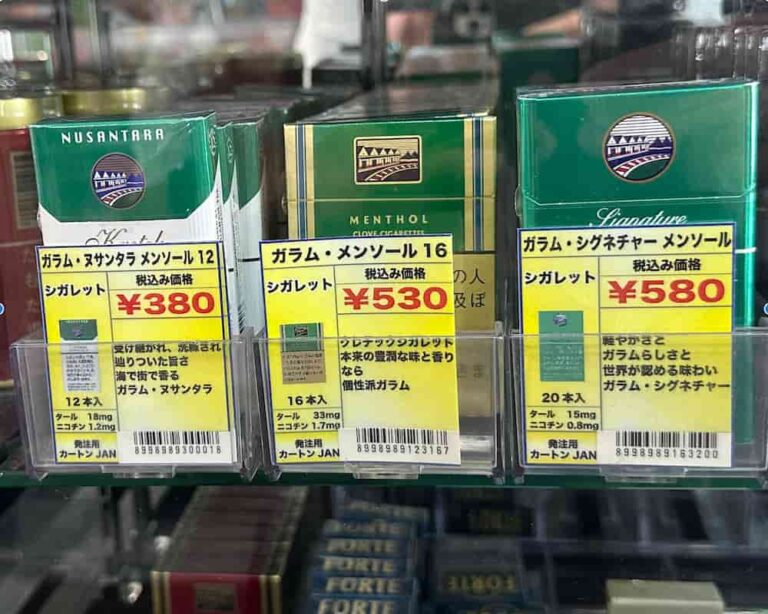 NUSANTARA
ガラム・ヌサンタラ メンソール 12
シガレット
税込み価格
¥380
受け継がれ、洗練され
辿りついた旨さ
海で街で香る
ガラム・ヌサンタラ
12本入
タール 18mg
ニコチン 1.2mg
発注用
カートン JAN
8998989300018
MENTHOL
CLOVE CIGARETTES
ガラム・メンソール 16
シガレット
税込み価格
¥530
クレテックシガレット
本来の豊潤な味と香り
なら
個性派ガラム
16本入
タール 33mg
ニコチン 1.7mg
発注用
カートン JAN
8998989123167
の人
及ぼ
Signature
ガラム・シグネチャー メンソール
シガレット
税込み価格
¥580
軽やかさと
ガラムらしさと
世界が認める味わい
ガラム・シグネチャー
20本入
タール 15mg
ニコチン 0.8mg
発注用
カートン JAN
8998989163200
FORTE
FORTE
FORTE
FORTE
FORTE